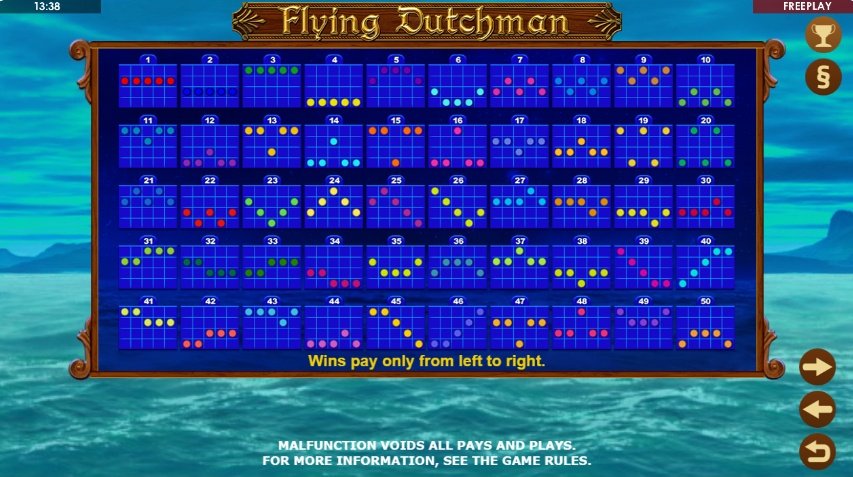 13:38
FREEPLAY
Flying Dutchman
§
1 2 3 4 5 6 7 8 9 10
11 12 13 14 15 16 17 18 19 20
21 22 23 24 25 26 27 28 29 30
31 32 33 34 35 36 37 38 39 40
41 42 43 44 45 46 47 48 49 50
Wins pay only from left to right.
MALFUNCTION VOIDS ALL PAYS AND PLAYS.
FOR MORE INFORMATION, SEE THE GAME RULES.